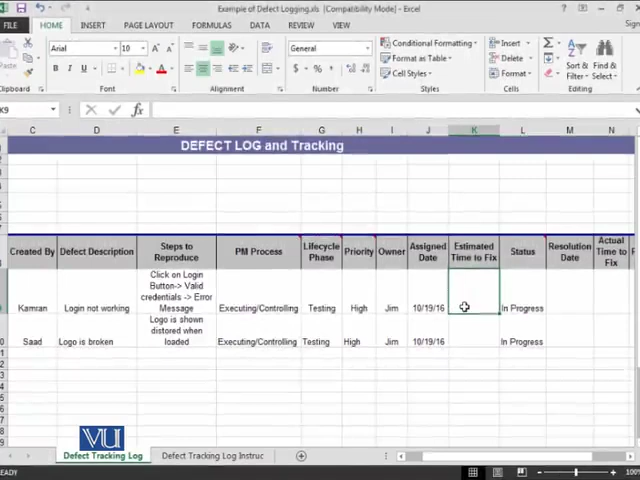 Example of Defect Logging.xls [Compatibility Mode] - Excel
FILE HOME INSERT PAGE LAYOUT FORMULAS DATA REVIEW VIEW
Arial 10 General Conditional Formatting Insert
Format as Table Delete
Paste B I U $ % Cell Styles Format Sort & Filter Find & Select
Clipboard Font Alignment Number Styles Cells Editing
K9 fx
C D E F G H I J K L M N
DEFECT LOG and Tracking
Created By Defect Description Steps to Reproduce PM Process Lifecycle Phase Priority Owner Assigned Date Estimated Time to Fix Status Resolution Date Actual Time to Fix
Kamran Login not working Click on Login Button-> Valid credentials -> Error Message Executing/Controlling Testing High Jim 10/19/16 In Progress
Saad Logo is broken Logo is shown distored when loaded Executing/Controlling Testing High Jim 10/19/16 In Progress
VU
Defect Tracking Log Defect Tracking Log Instruc
READY 100%